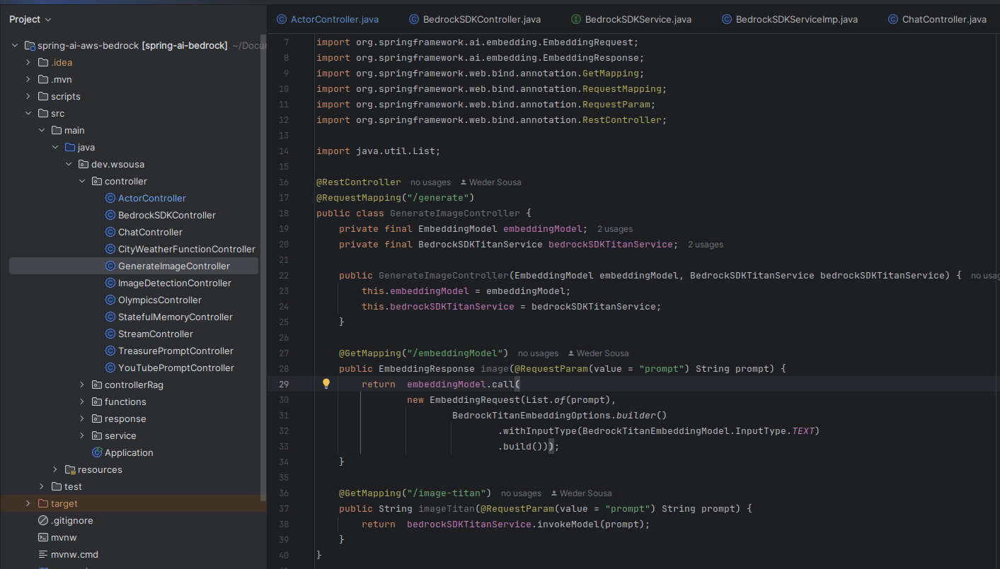 Project
ActorController.java
BedrockSDKController.java
BedrockSDKService.java
BedrockSDKServiceImp.java
ChatController.java
spring-ai-aws-bedrock [spring-ai-bedrock] ~/Docu
.idea
.mvn
scripts
src
main
java
dev.wsousa
controller
ActorController
BedrockSDKController
ChatController
CityWeatherFunctionController
GenerateImageController
ImageDetectionController
OlympicsController
StatefulMemoryController
StreamController
TreasurePromptController
YouTubePromptController
controllerRag
functions
response
service
Application
resources
test
target
.gitignore
mvnw
mvnw.cmd
7 import org.springframework.ai.embedding.EmbeddingRequest;
8 import org.springframework.ai.embedding.EmbeddingResponse;
9 import org.springframework.web.bind.annotation.GetMapping;
10 import org.springframework.web.bind.annotation.RequestMapping;
11 import org.springframework.web.bind.annotation.RequestParam;
12 import org.springframework.web.bind.annotation.RestController;
13
14 import java.util.List;
15
16 @RestController no usages Weder Sousa
17 @RequestMapping("/generate")
18 public class GenerateImageController {
19 private final EmbeddingModel embeddingModel; 2 usages
20 private final BedrockSDKTitanService bedrockSDKTitanService; 2 usages
21
22 public GenerateImageController(EmbeddingModel embeddingModel, BedrockSDKTitanService bedrockSDKTitanService) { no usag
23 this.embeddingModel = embeddingModel;
24 this.bedrockSDKTitanService = bedrockSDKTitanService;
25 }
26
27 @GetMapping("/embeddingModel") no usages Weder Sousa
28 public EmbeddingResponse image(@RequestParam(value = "prompt") String prompt) {
29 return embeddingModel.call(
30 new EmbeddingRequest(List.of(prompt),
31 BedrockTitanEmbeddingOptions.builder()
32 .withInputType(BedrockTitanEmbeddingModel.InputType.TEXT)
33 .build()));
34 }
35
36 @GetMapping("/image-titan") no usages Weder Sousa
37 public String imageTitan(@RequestParam(value = "prompt") String prompt) {
38 return bedrockSDKTitanService.invokeModel(prompt);
39 }
40 }